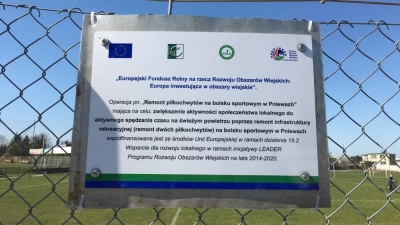 „Europejski Fundusz Rolny na rzecz Rozwoju Obszarów Wiejskich:
Europa inwestująca w obszary wiejskie”.
Operacja pn. „Remont piłkochwytów na boisku sportowym w Pniewach”
mająca na celu zwiększenie aktywności społeczeństwa lokalnego do
aktywnego spędzania czasu na świeżym powietrzu poprzez remont infrastruktury
rekreacyjnej (remont dwóch piłkochwytów) na boisku sportowym w Pniewach
współfinansowana jest ze środków Unii Europejskiej w ramach działania 19.2
Wsparcie dla rozwoju lokalnego w ramach inicjatywy LEADER
Programu Rozwoju Obszarów Wiejskich na lata 2014-2020.